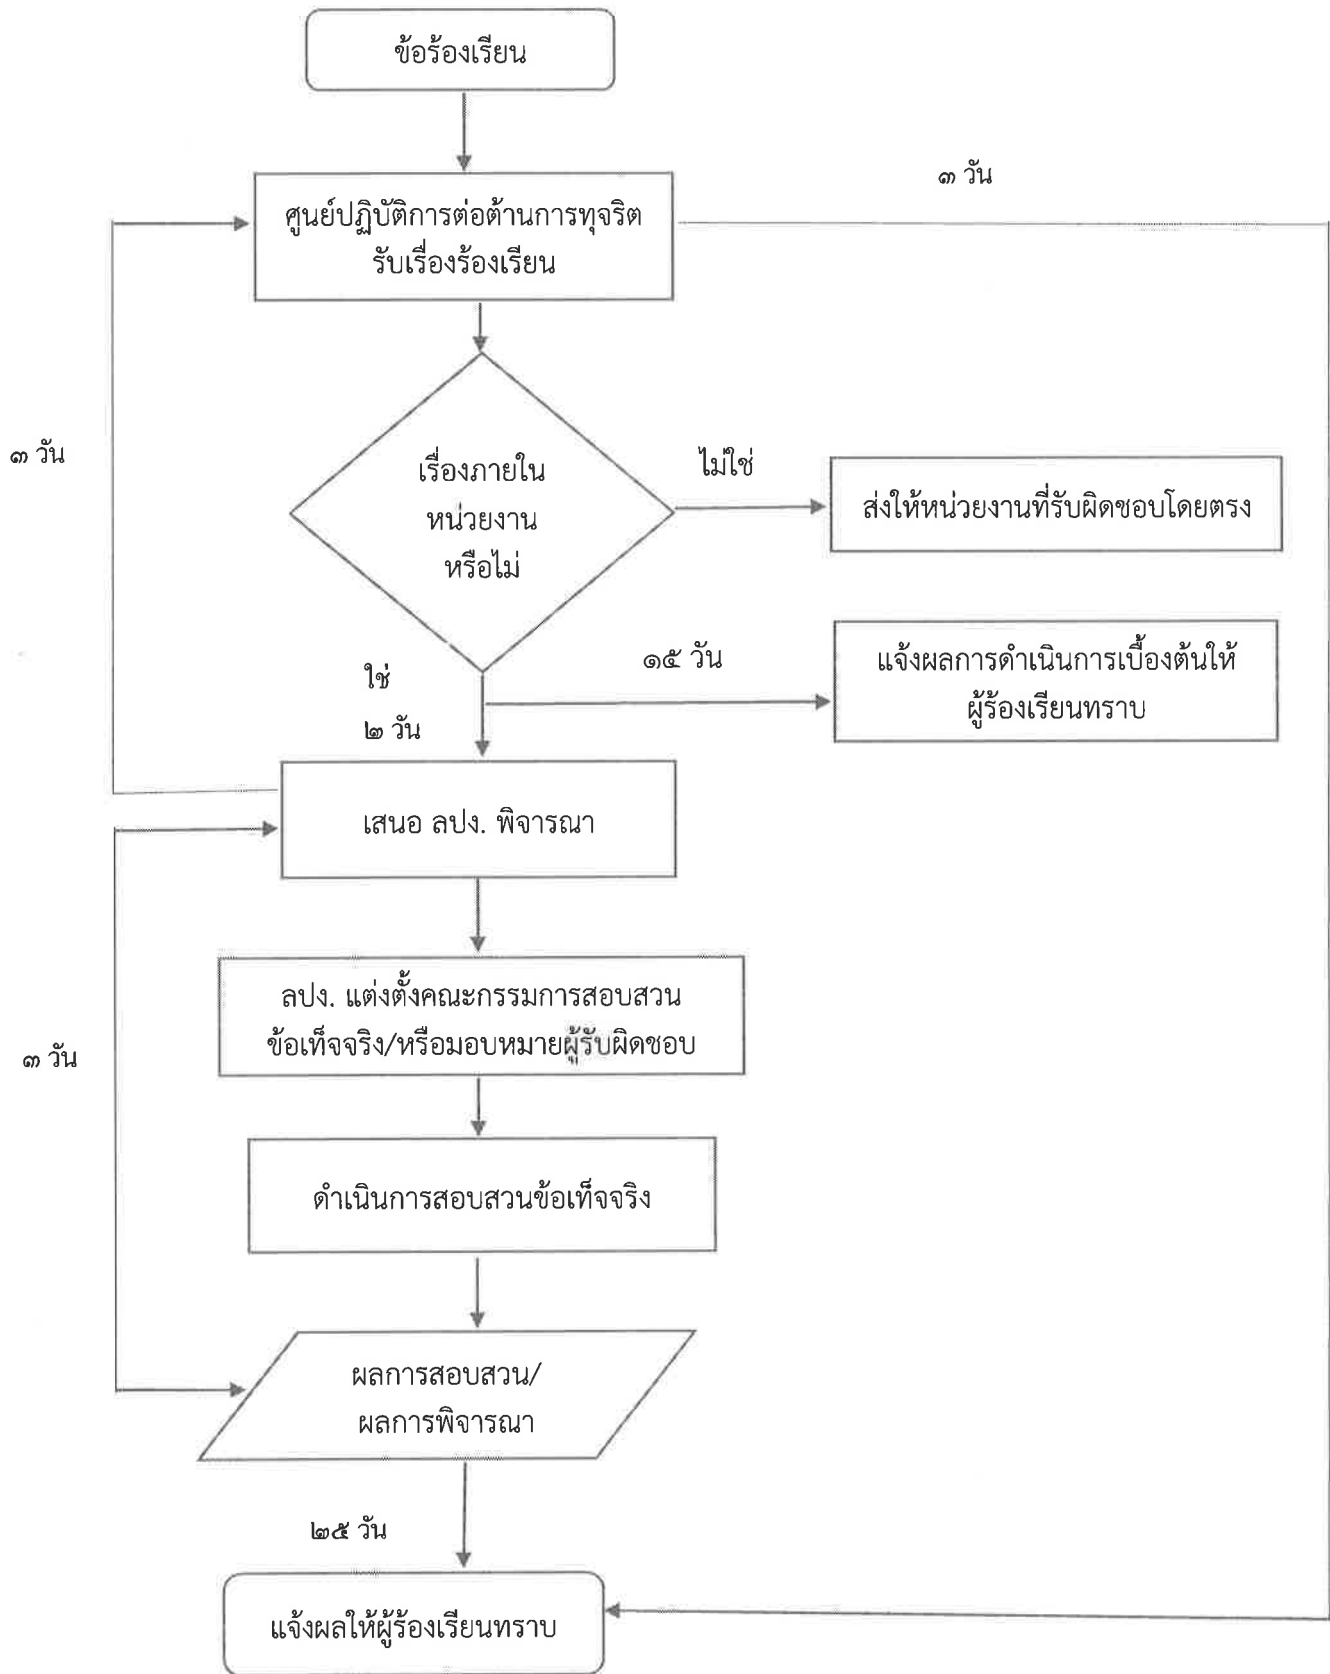 ข้อร้องเรียน
๓ วัน
ศูนย์ปฏิบัติการต่อต้านการทุจริต
รับเรื่องร้องเรียน
๓ วัน
เรื่องภายใน
หน่วยงาน
หรือไม่
ไม่ใช่
ส่งให้หน่วยงานที่รับผิดชอบโดยตรง
ใช่
๒ วัน
๑๕ วัน
แจ้งผลการดำเนินการเบื้องต้นให้
ผู้ร้องเรียนทราบ
เสนอ ลปง. พิจารณา
ลปง. แต่งตั้งคณะกรรมการสอบสวน
ข้อเท็จจริง/หรือมอบหมายผู้รับผิดชอบ
๓ วัน
ดำเนินการสอบสวนข้อเท็จจริง
ผลการสอบสวน/
ผลการพิจารณา
๒๕ วัน
แจ้งผลให้ผู้ร้องเรียนทราบ